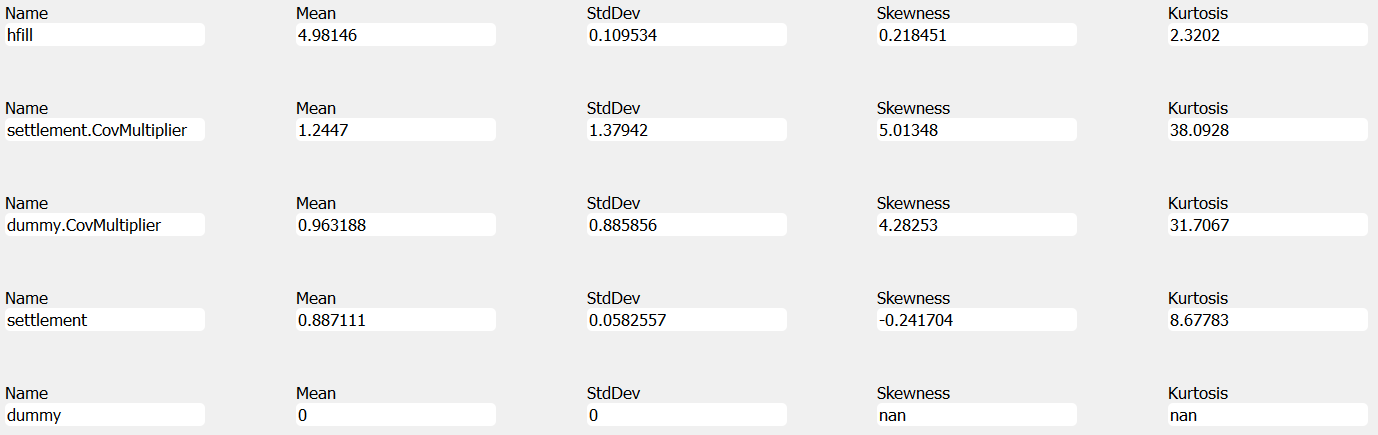 Name Mean StdDev Skewness Kurtosis
hfill 4.98146 0.109534 0.218451 2.3202
Name Mean StdDev Skewness Kurtosis
settlement.CovMultiplier 1.2447 1.37942 5.01348 38.0928
Name Mean StdDev Skewness Kurtosis
dummy.CovMultiplier 0.963188 0.885856 4.28253 31.7067
Name Mean StdDev Skewness Kurtosis
settlement 0.887111 0.0582557 -0.241704 8.67783
Name Mean StdDev Skewness Kurtosis
dummy 0 0 nan nan